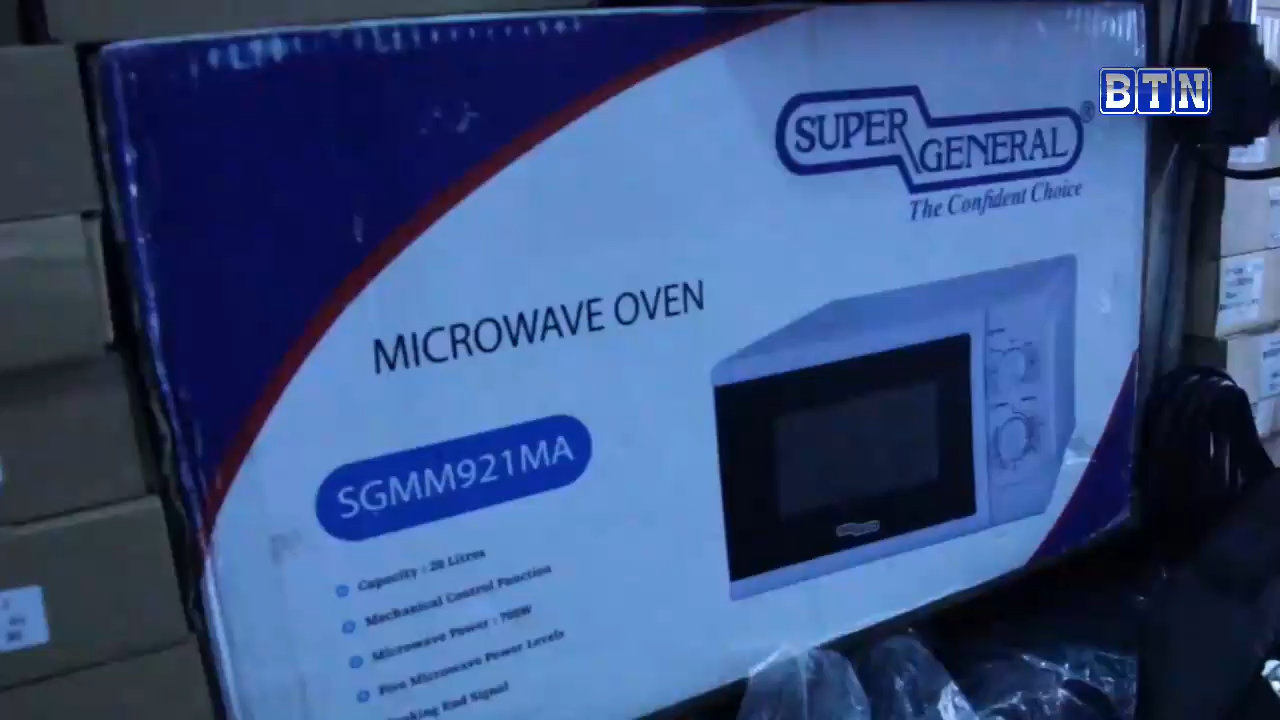 BTN
SUPER GENERAL®
The Confident Choice
MICROWAVE OVEN
SGMM921MA
Capacity : 20 Litres
Mechanical Control Function
Microwave Power : 700W
Five Microwave Power Levels
End Signal